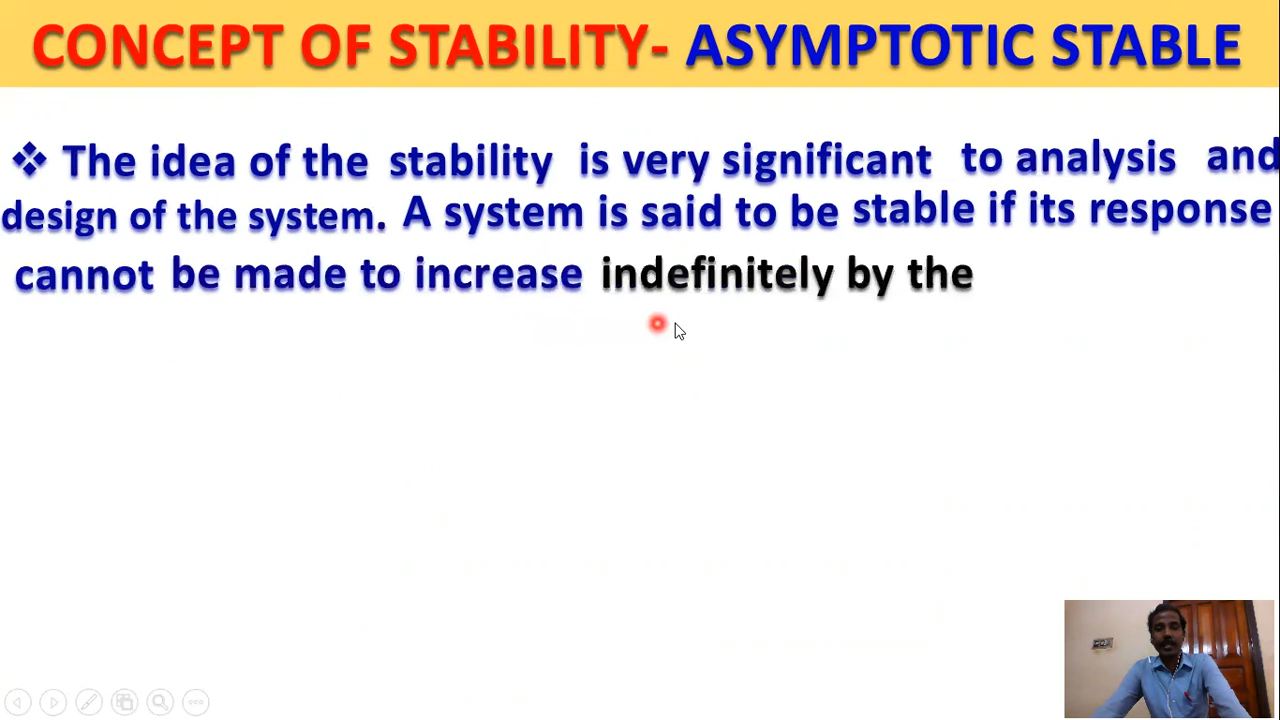 CONCEPT OF STABILITY- ASYMPTOTIC STABLE
❖ The idea of the stability is very significant to analysis and
design of the system. A system is said to be stable if its response
cannot be made to increase indefinitely by the